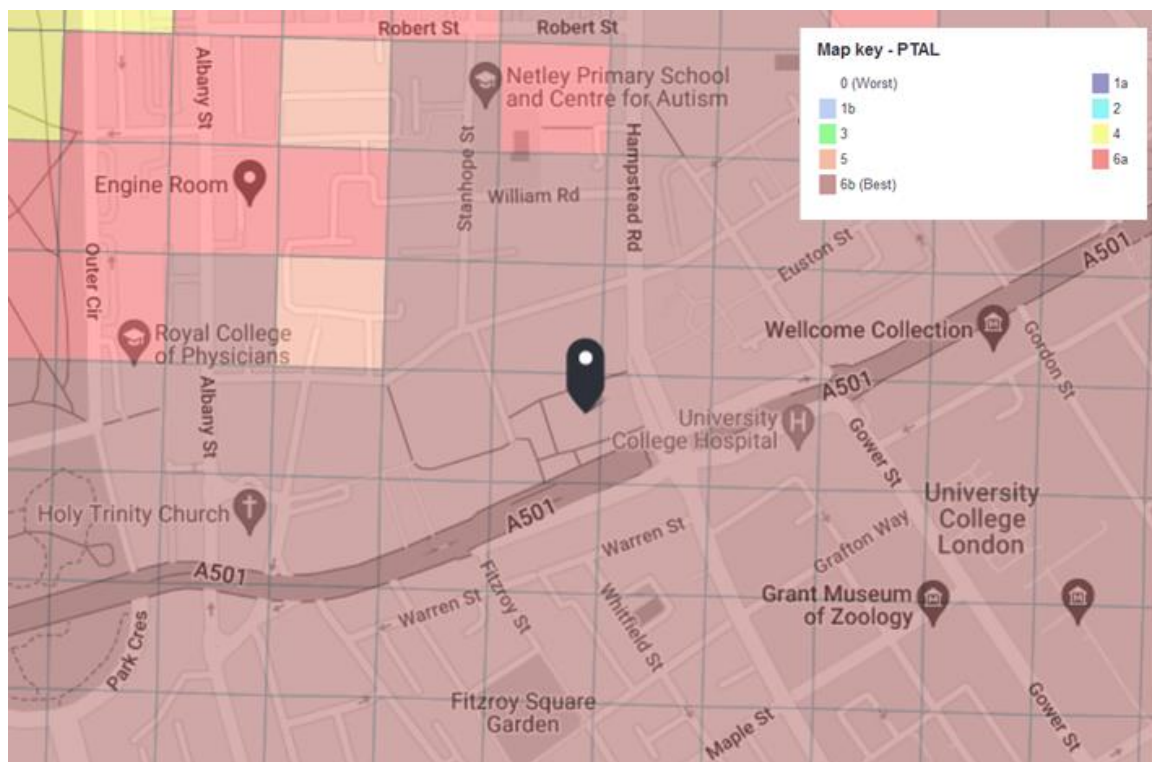 Robert St
Robert St
Map key - PTAL
0 (Worst)
1a
1b
2
3
4
5
6a
6b (Best)
Albany St
Netley Primary School
and Centre for Autism
Stanhope St
Hampstead Rd
Engine Room
William Rd
Outer Cir
Euston St
A501
Royal College
of Physicians
Wellcome Collection
Gordon St
A501
Albany St
University
College Hospital
H
Gower St
Holy Trinity Church
A501
University
College
London
Warren St
Grafton Way
A501
Fitzroy St
Warren St
Whitfield St
Grant Museum
of Zoology
Park Cres
Fitzroy Square
Garden
Maple St
Gower St